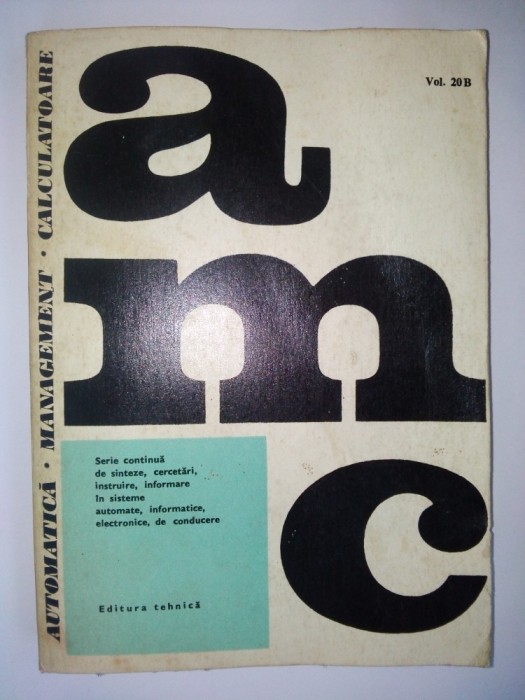 AUTOMATICĂ · MANAGEMENT · CALCULATOARE
Vol. 20B
a
m
c
Serie continuă
de sinteze, cercetări,
instruire, informare
în sisteme
automate, informatice,
electronice, de conducere
Editura tehnică